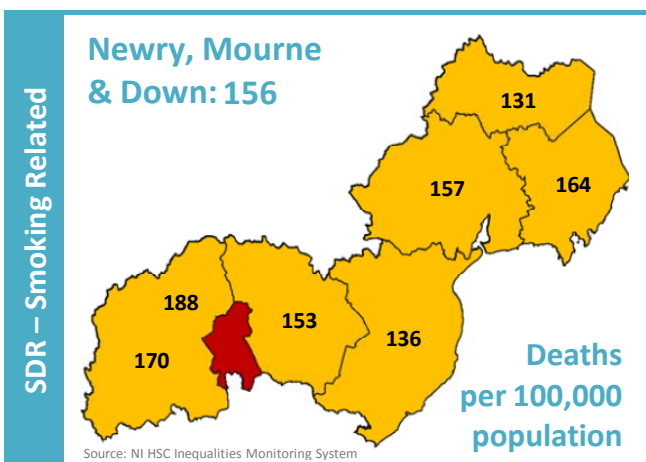 SDR – Smoking Related
Newry, Mourne
& Down: 156
131
157
164
188
153
136
170
Deaths
per 100,000
population
Source: NI HSC Inequalities Monitoring System